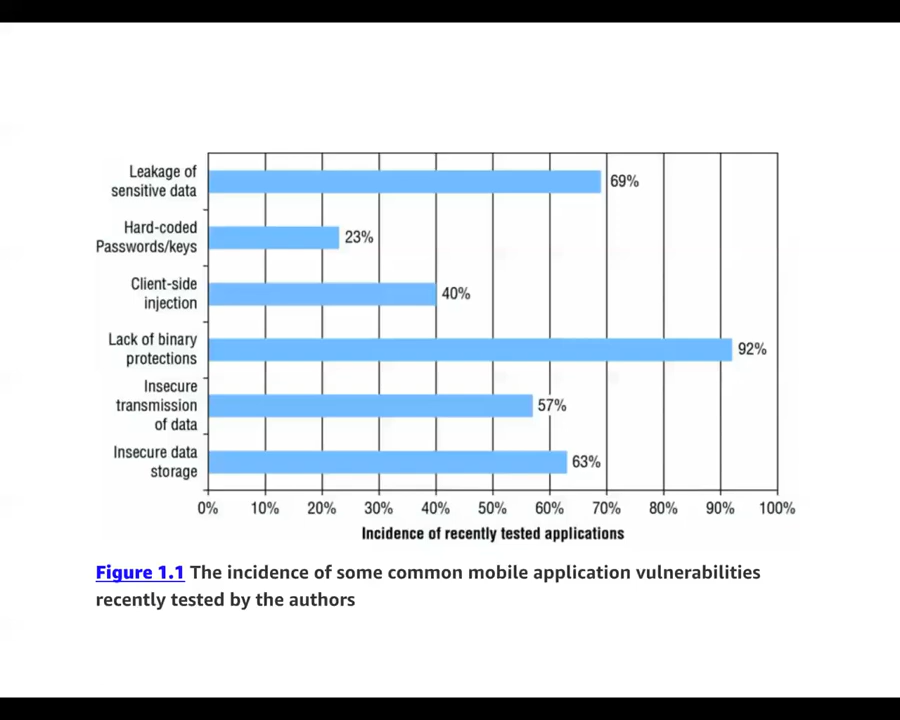 Leakage of
sensitive data
69%
Hard-coded
Passwords/keys
23%
Client-side
injection
40%
Lack of binary
protections
92%
Insecure
transmission
of data
57%
Insecure data
storage
63%
0% 10% 20% 30% 40% 50% 60% 70% 80% 90% 100%
Incidence of recently tested applications
Figure 1.1 The incidence of some common mobile application vulnerabilities
recently tested by the authors